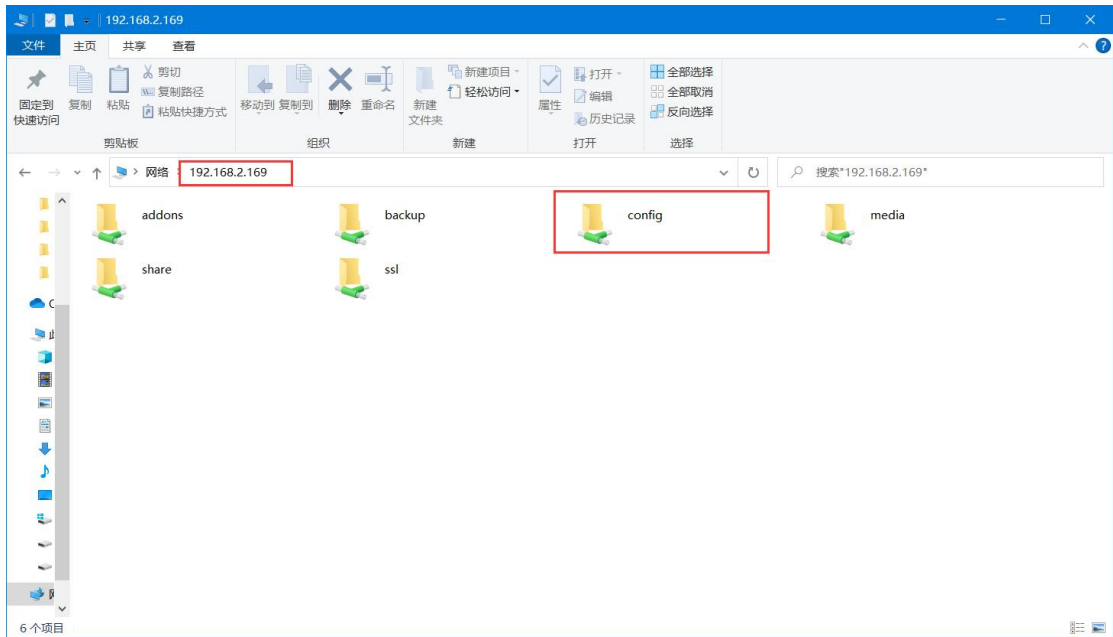 192.168.2.169
文件 主页 共享 查看
固定到
快速访问
复制
粘贴
剪切
复制路径
粘贴快捷方式
剪贴板
移动到 复制到 删除 重命名
组织
新建
文件夹
新建项目
轻松访问
新建
属性
打开
编辑
历史记录
打开
全部选择
全部取消
反向选择
选择
网络 192.168.2.169
搜索"192.168.2.169"
addons backup config media
share ssl
6 个项目